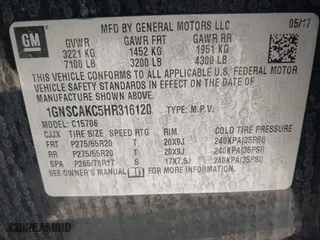 GM
MFD BY GENERAL MOTORS LLC
05/17
GVWR GAWR FRT GAWR RR
3221 KG 1452 KG 1951 KG
7100 LB 3200 LB 4300 LB
THIS VEHICLE CONFORMS TO ALL APPLICABLE U.S. FEDERAL
MOTOR VEHICLE SAFETY AND THEFT PREVENTION STANDARDS
IN EFFECT ON THE DATE OF MANUFACTURE SHOWN ABOVE.
1GNSCAKC5HR316120 TYPE: M.P.V.
MODEL: C15706
CJJX TIRE SIZE SPEED RTG RIM COLD TIRE PRESSURE
FRT P275/55R20 T 20X9J 240KPA(35PSI)
RR P275/55R20 T 20X9J 240KPA(35PSI)
SPA P265/70R17 S 17X7.5J 240KPA(35PSI)
SEE OWNER'S MANUAL
© DREAMBID